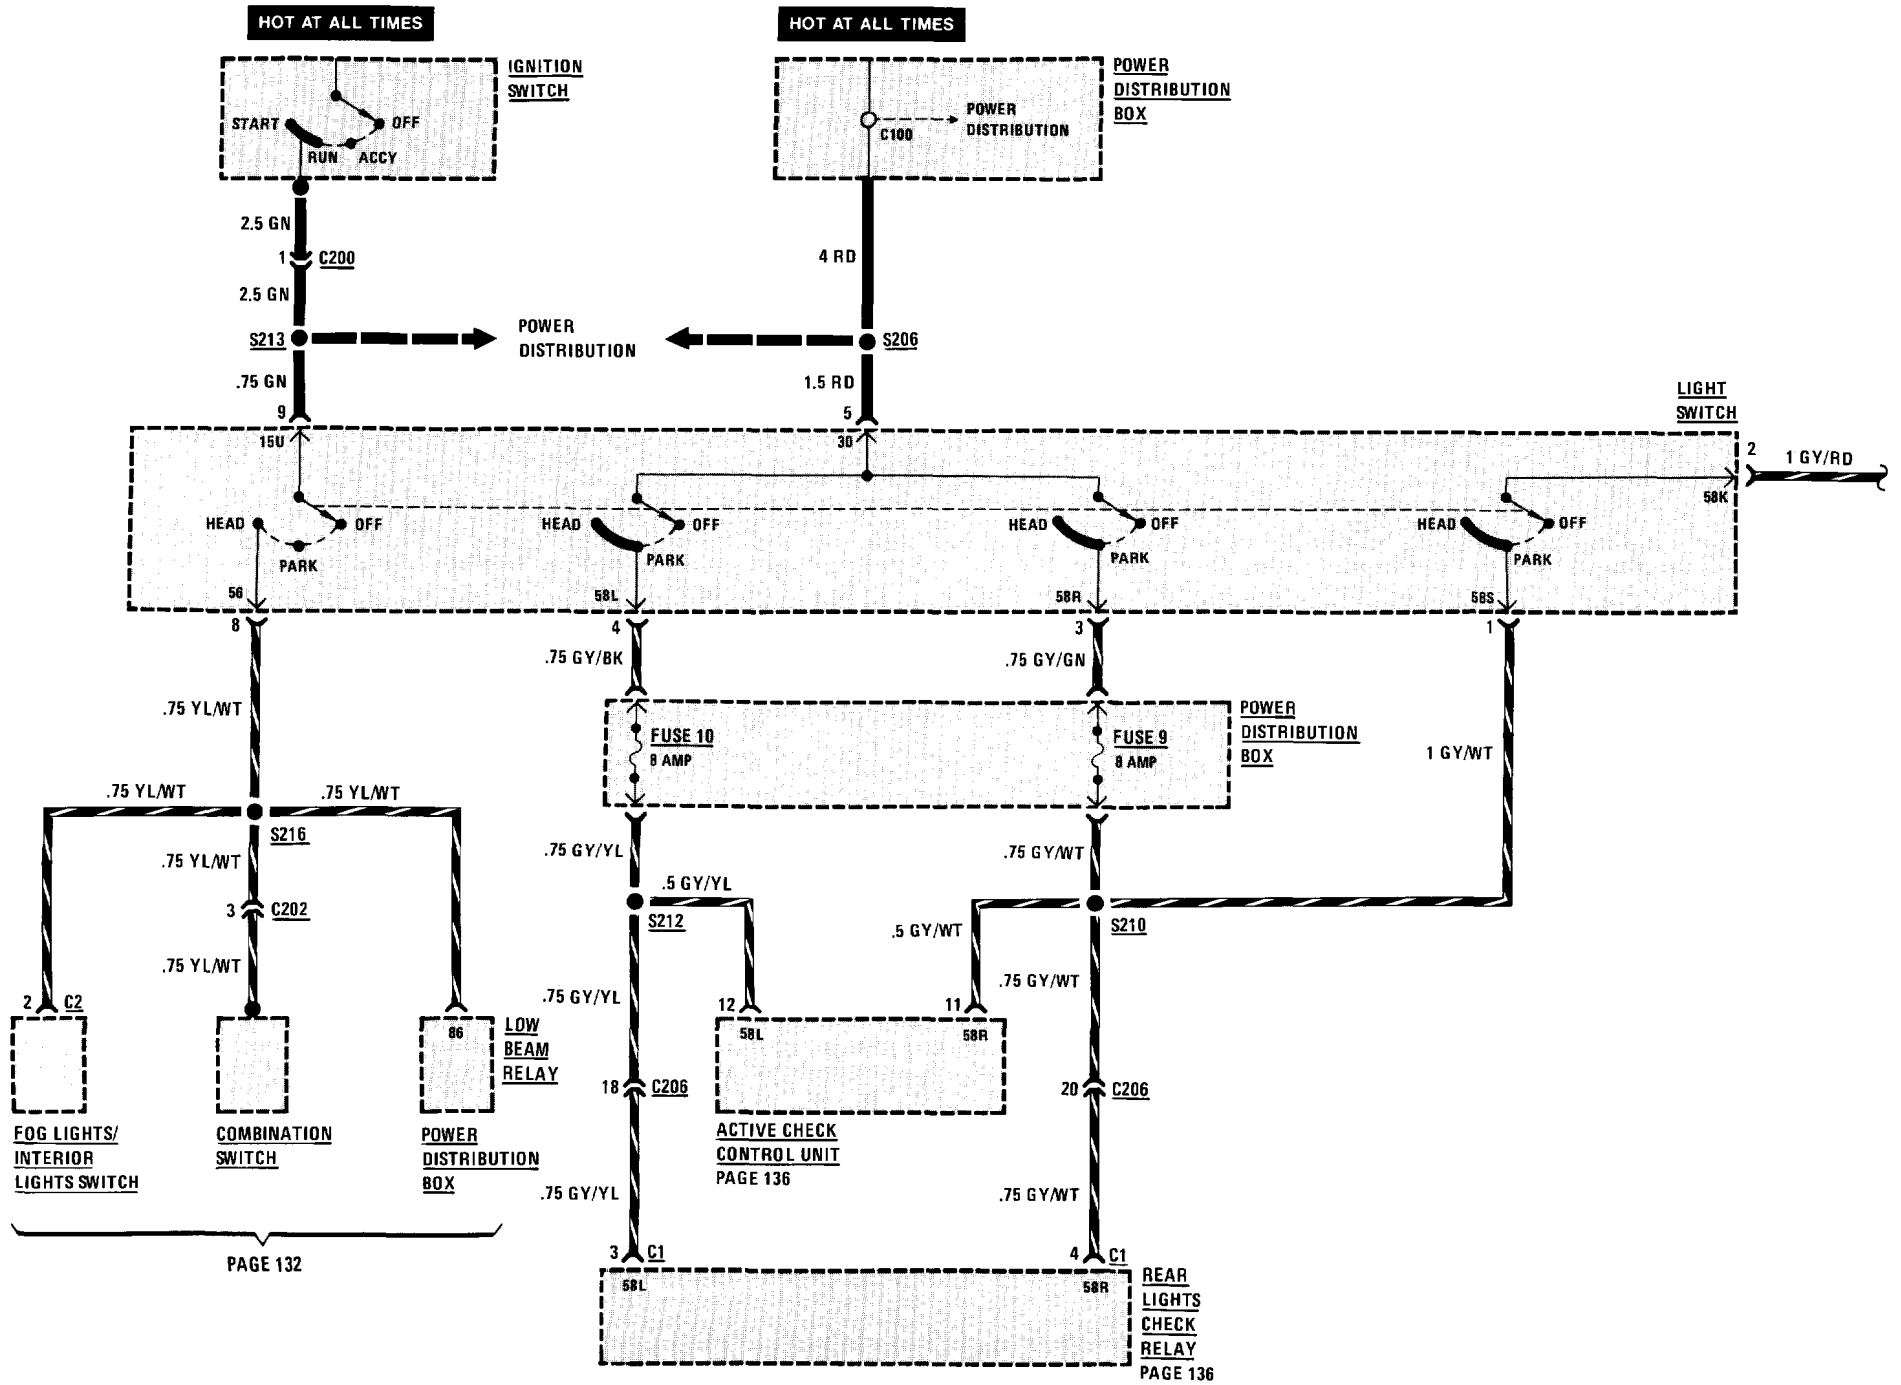 HOT AT ALL TIMES
HOT AT ALL TIMES
IGNITION
SWITCH
START
OFF
RUN
ACCY
POWER
DISTRIBUTION
BOX
C100
POWER
DISTRIBUTION
2.5 GN
1
C200
2.5 GN
4 RD
S213
POWER
DISTRIBUTION
S206
.75 GN
1.5 RD
9
5
LIGHT
SWITCH
15U
30
2
1 GY/RD
58K
HEAD
OFF
PARK
HEAD
OFF
PARK
HEAD
OFF
PARK
HEAD
OFF
PARK
56
58L
58R
58S
8
4
3
1
.75 GY/BK
.75 GY/GN
.75 YL/WT
FUSE 10
8 AMP
FUSE 9
8 AMP
POWER
DISTRIBUTION
BOX
1 GY/WT
.75 YL/WT
.75 YL/WT
S216
.75 YL/WT
.75 GY/YL
.75 GY/WT
3
C202
.5 GY/YL
S212
.5 GY/WT
S210
.75 YL/WT
.75 GY/YL
.75 GY/WT
2
C2
12
11
86
LOW
BEAM
RELAY
58L
58R
18
C206
20
C206
FOG LIGHTS/
INTERIOR
LIGHTS SWITCH
COMBINATION
SWITCH
POWER
DISTRIBUTION
BOX
ACTIVE CHECK
CONTROL UNIT
PAGE 136
.75 GY/YL
.75 GY/WT
PAGE 132
3
C1
4
C1
58L
58R
REAR
LIGHTS
CHECK
RELAY
PAGE 136